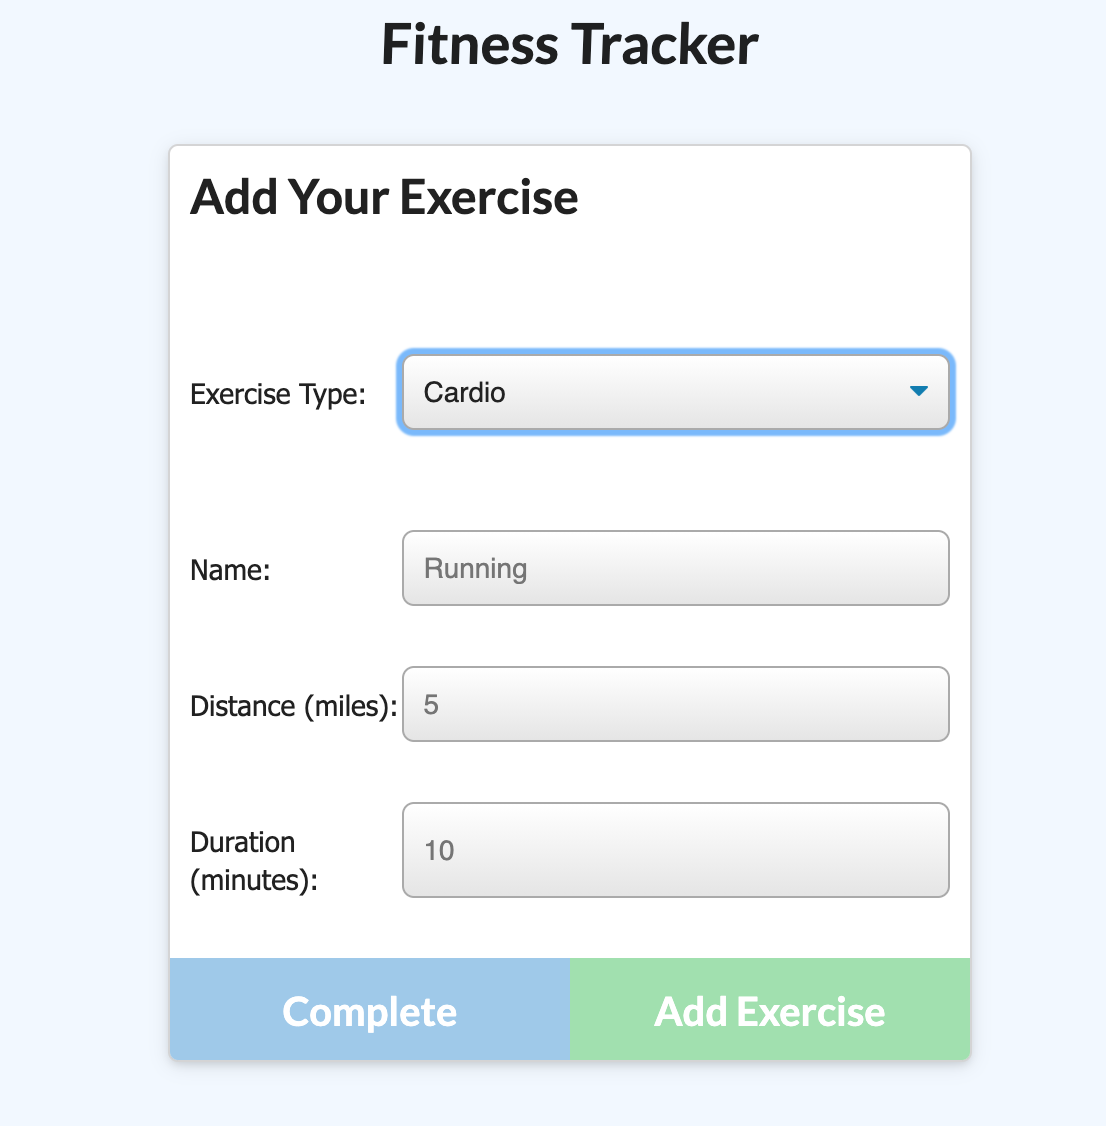 Fitness Tracker
Add Your Exercise
Exercise Type:
Cardio
Name:
Running
Distance (miles):
5
Duration
(minutes):
10
Complete
Add Exercise